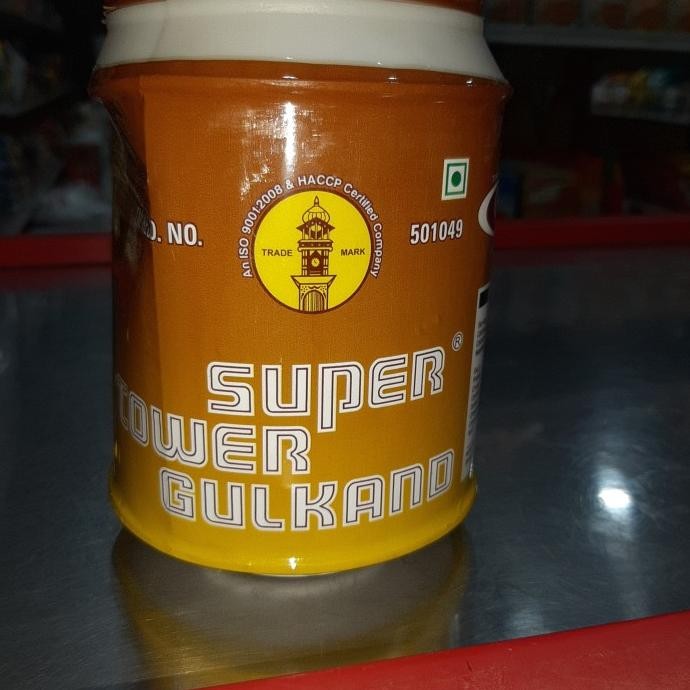 An ISO 9001:2008 & HACCP Certified Company
TRADE MARK
D. NO. 501049
SUPER ®
TOWER
GULKAND